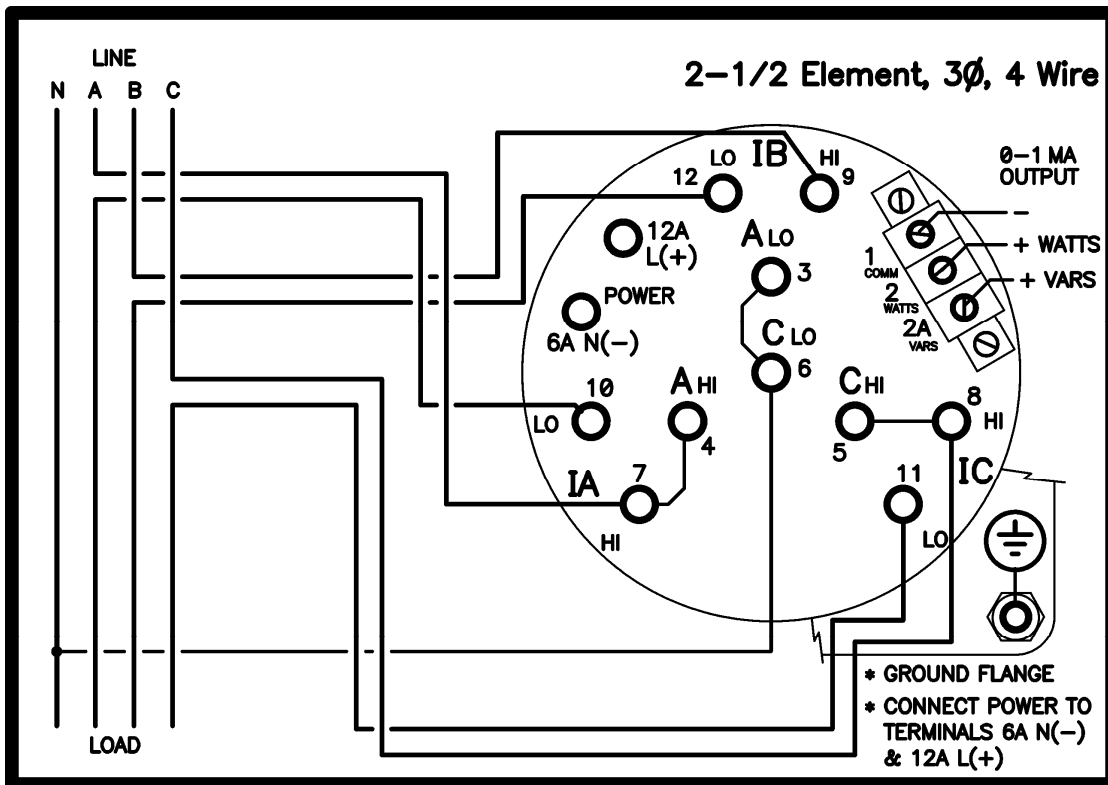 2-1/2 Element, 3Ø, 4 Wire
LINE
N A B C
LO IB HI
12 9
0-1 MA
OUTPUT
-
+ WATTS
+ VARS
12A
L(+)
A LO
3
1
COMM
2
WATTS
2A
VARS
POWER
6A N(-)
C LO
6
10
LO
A HI
4
C HI
5
8
HI
IA
7
HI
11
IC
LO
LOAD
* GROUND FLANGE
* CONNECT POWER TO
TERMINALS 6A N(-)
& 12A L(+)